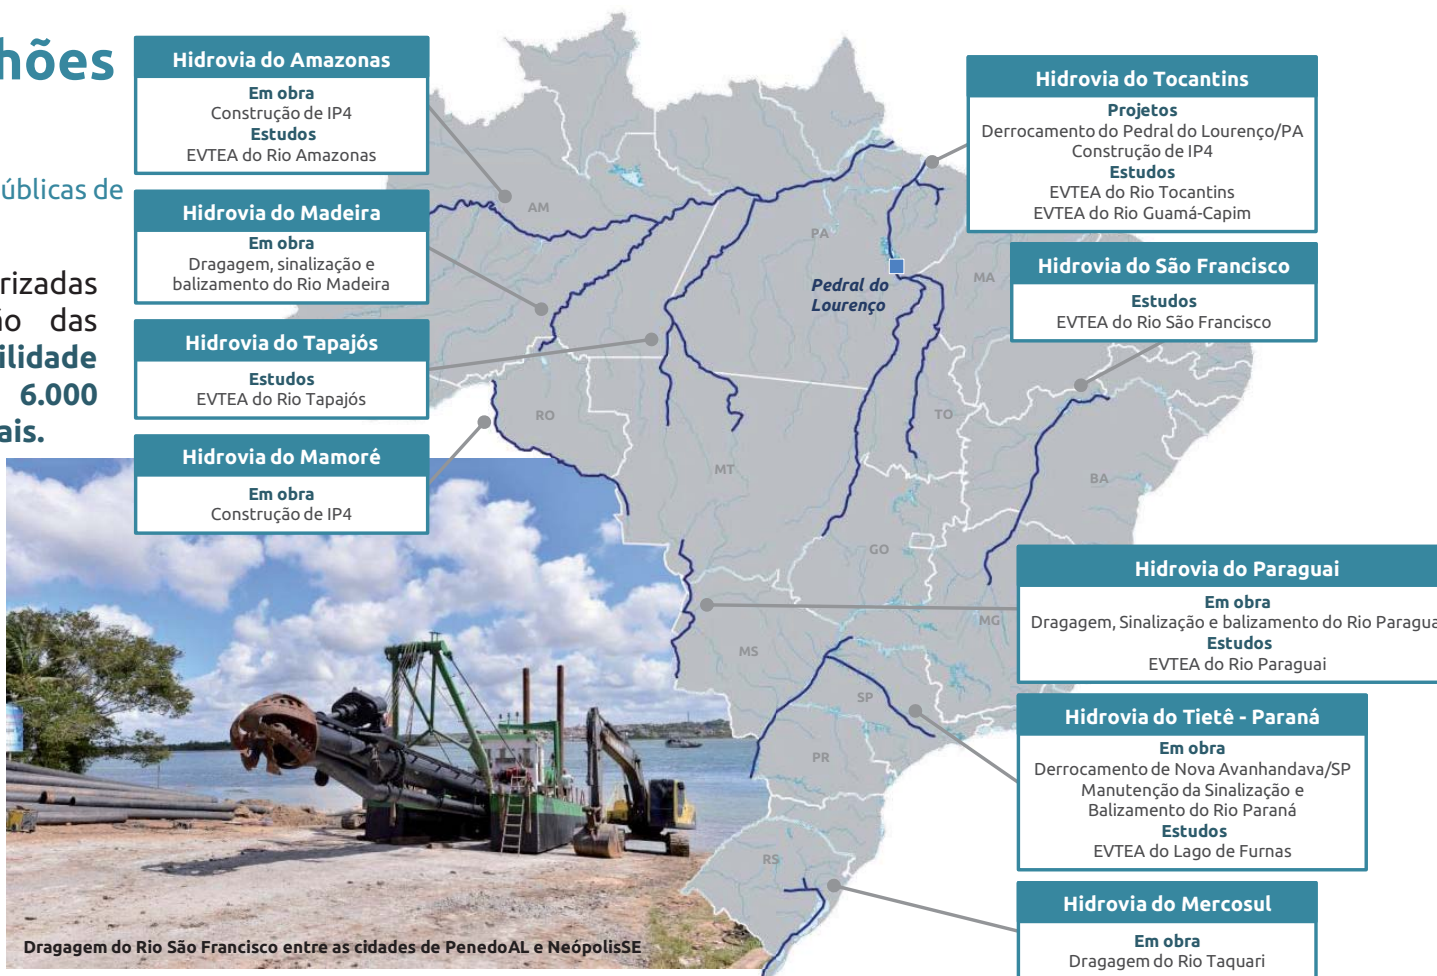 hões
úblicas de
rizadas
ão das
ilidade
6.000
ais.
Hidrovia do Amazonas
Em obra
Construção de IP4
Estudos
EVTEA do Rio Amazonas
Hidrovia do Madeira
Em obra
Dragagem, sinalização e
balizamento do Rio Madeira
Hidrovia do Tapajós
Estudos
EVTEA do Rio Tapajós
Hidrovia do Mamoré
Em obra
Construção de IP4
Hidrovia do Tocantins
Projetos
Derrocamento do Pedral do Lourenço/PA
Construção de IP4
Estudos
EVTEA do Rio Tocantins
EVTEA do Rio Guamá-Capim
Hidrovia do São Francisco
Estudos
EVTEA do Rio São Francisco
Hidrovia do Paraguai
Em obra
Dragagem, Sinalização e balizamento do Rio Paragua
Estudos
EVTEA do Rio Paraguai
Hidrovia do Tietê - Paraná
Em obra
Derrocamento de Nova Avanhandava/SP
Manutenção da Sinalização e
Balizamento do Rio Paraná
Estudos
EVTEA do Lago de Furnas
Hidrovia do Mercosul
Em obra
Dragagem do Rio Taquari
AM
PA
MA
Pedral do
Lourenço
RO
TO
MT
BA
GO
MG
MS
SP
PR
RS
Dragagem do Rio São Francisco entre as cidades de PenedoAL e NeópolisSE